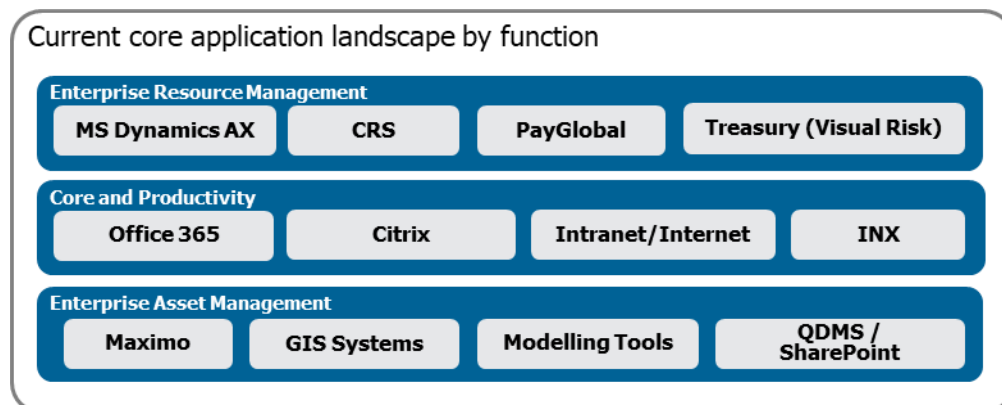 Current core application landscape by function
Enterprise Resource Management
MS Dynamics AX
CRS
PayGlobal
Treasury (Visual Risk)
Core and Productivity
Office 365
Citrix
Intranet/Internet
INX
Enterprise Asset Management
Maximo
GIS Systems
Modelling Tools
QDMS /
SharePoint